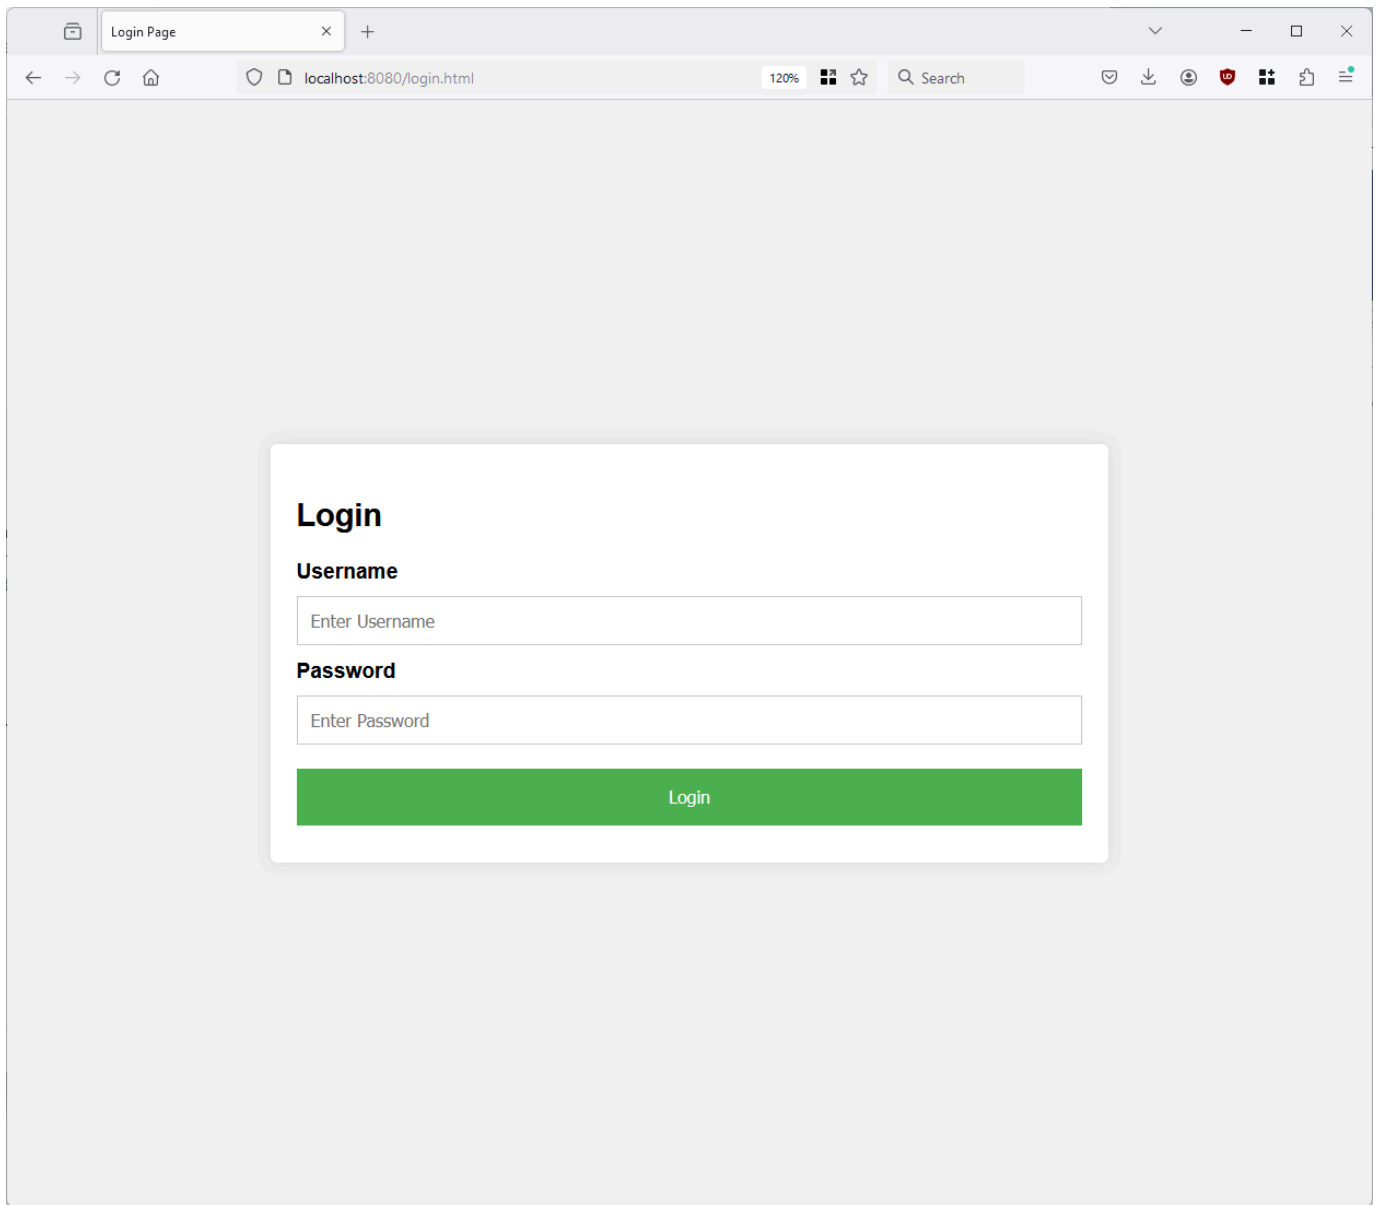 Login Page
localhost:8080/login.html
120%
Search
Login
Username
Enter Username
Password
Enter Password
Login